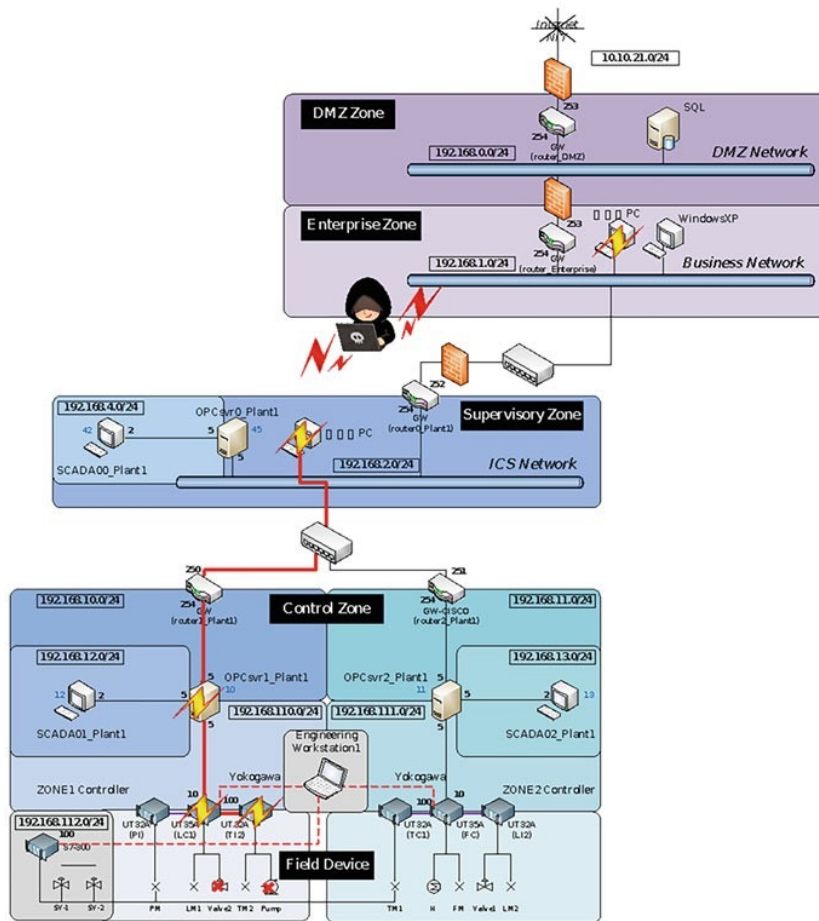 Internet
10.10.21.0/24
253
DMZ Zone
SQL
254
GW
(router_DMZ)
192.168.0.0/24
DMZ Network
Enterprise Zone
253
PC
WindowsXP
254
GW
(router_Enterprise)
192.168.1.0/24
Business Network
252
192.168.4.0/24
OPCsvr0_Plant1
254
GW
(router0_Plant1)
Supervisory Zone
42
2
5
45
PC
5
SCADA00_Plant1
192.168.2.0/24
ICS Network
250
251
192.168.10.0/24
254
GW
(router1_Plant1)
Control Zone
254
GW-CISCO
(router2_Plant1)
192.168.11.0/24
192.168.12.0/24
OPCsvr1_Plant1
OPCsvr2_Plant1
192.168.13.0/24
12
2
5
5
10
5
11
5
5
2
13
5
SCADA01_Plant1
192.168.110.0/24
192.168.111.0/24
SCADA02_Plant1
Engineering
Workstation1
ZONE1 Controller
Yokogawa
Yokogawa
ZONE2 Controller
10
100
100
10
192.168.112.0/24
UT32A
(PI)
UT35A
(LC1)
UT32A
(TI2)
UT32A
(TC1)
UT35A
(FC)
UT32A
(LI2)
100
S7-300
Field Device
SV-1
SV-2
PM
LM1
Valve2
TM2
Pump
TM1
H
FM
Valve1
LM2